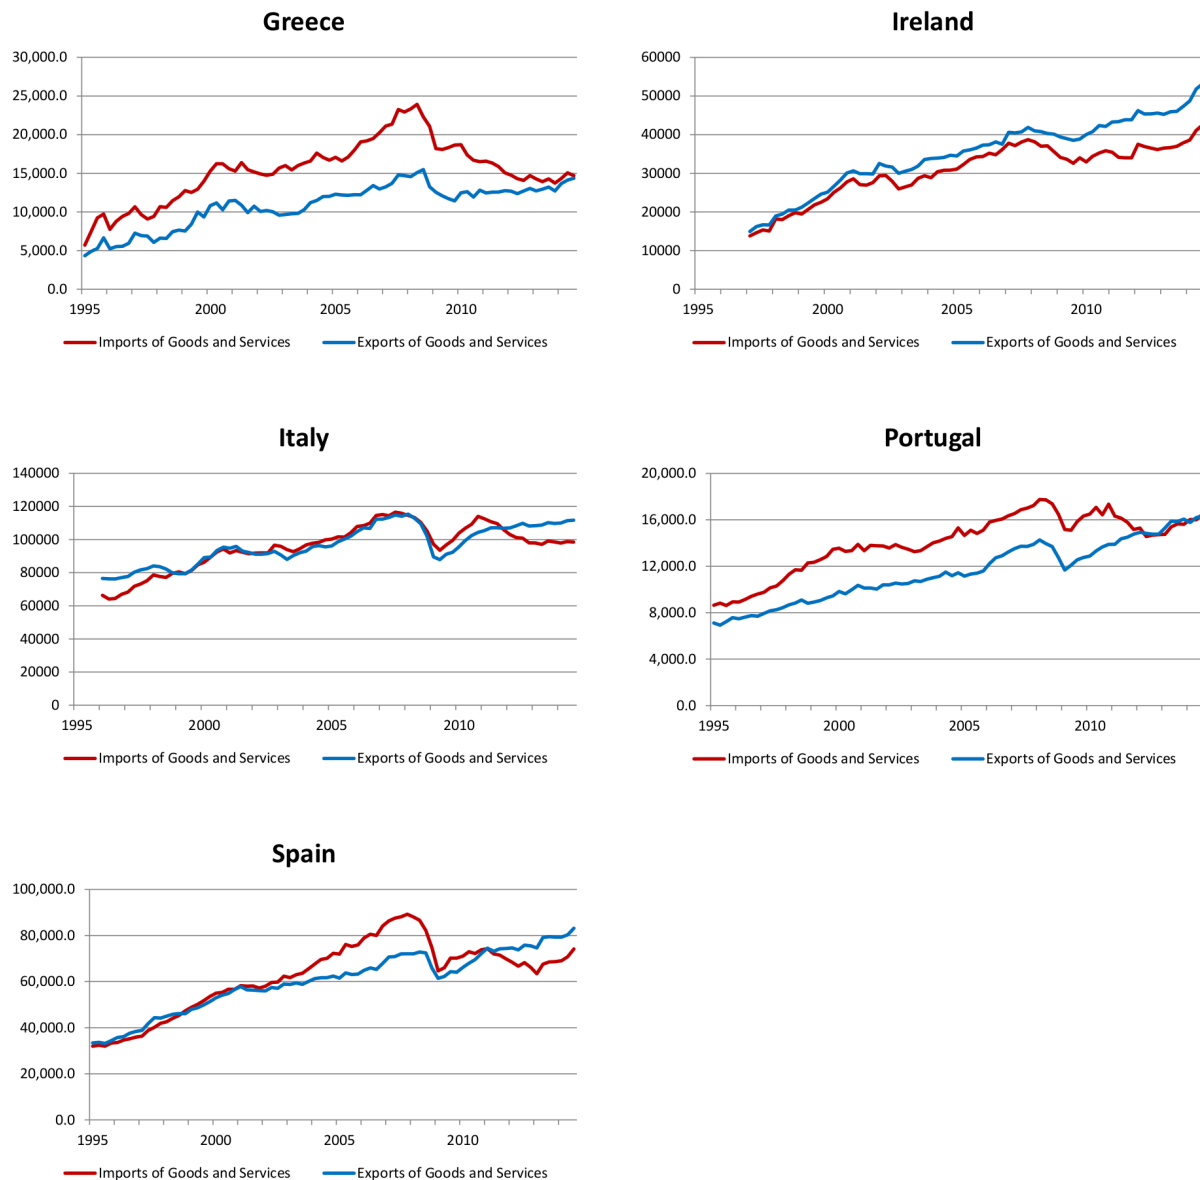 Greece
30,000.0
25,000.0
20,000.0
15,000.0
10,000.0
5,000.0
0.0
1995 2000 2005 2010
Imports of Goods and Services Exports of Goods and Services
Ireland
60000
50000
40000
30000
20000
10000
0
1995 2000 2005 2010
Imports of Goods and Services Exports of Goods and Services
Italy
140000
120000
100000
80000
60000
40000
20000
0
1995 2000 2005 2010
Imports of Goods and Services Exports of Goods and Services
Portugal
20,000.0
16,000.0
12,000.0
8,000.0
4,000.0
0.0
1995 2000 2005 2010
Imports of Goods and Services Exports of Goods and Services
Spain
100,000.0
80,000.0
60,000.0
40,000.0
20,000.0
0.0
1995 2000 2005 2010
Imports of Goods and Services Exports of Goods and Services